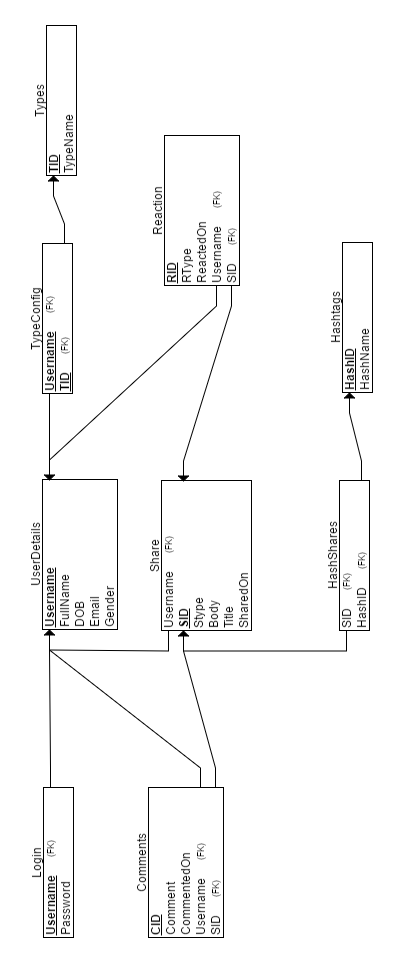 Types
TID
TypeName
TypeConfig
Username (FK)
TID (FK)
Reaction
RID
RType
ReactedOn
Username (FK)
SID (FK)
UserDetails
Username
FullName
DOB
Email
Gender
Share
Username (FK)
SID
Stype
Body
Title
SharedOn
Hashtags
HashID
HashName
HashShares
SID (FK)
HashID (FK)
Login
Username (FK)
Password
Comments
CID
Comment
CommentedOn
Username (FK)
SID (FK)